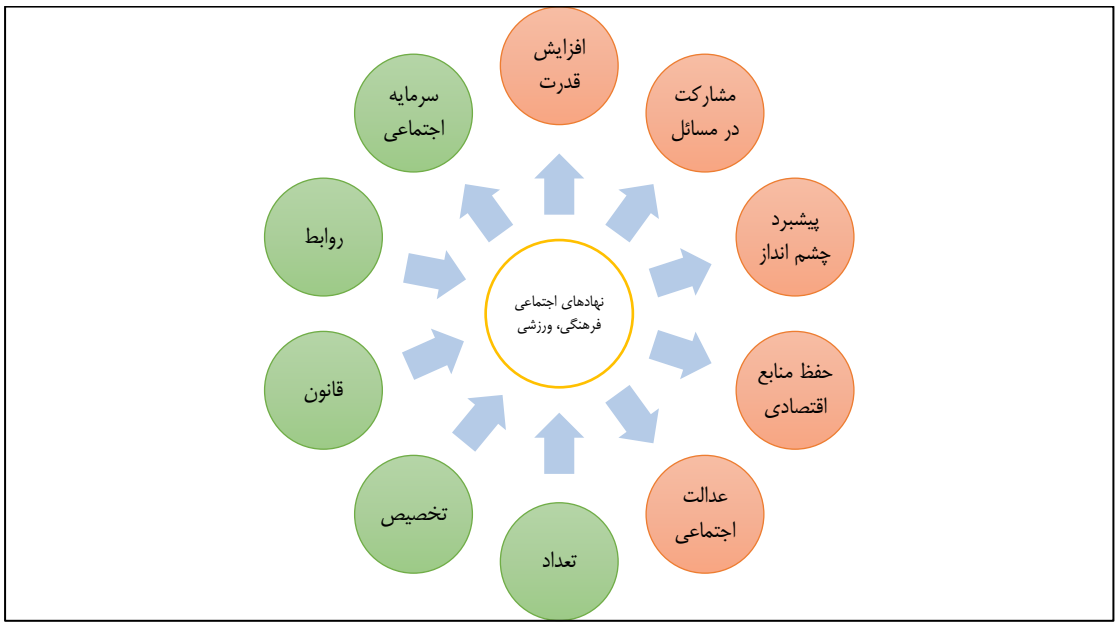 افزایش
قدرت
مشارکت
در مسائل
پیشبرد
چشم انداز
حفظ منابع
اقتصادی
عدالت
اجتماعی
تعداد
تخصیص
قانون
روابط
سرمایه
اجتماعی
نهادهای اجتماعی
فرهنگی، ورزشی